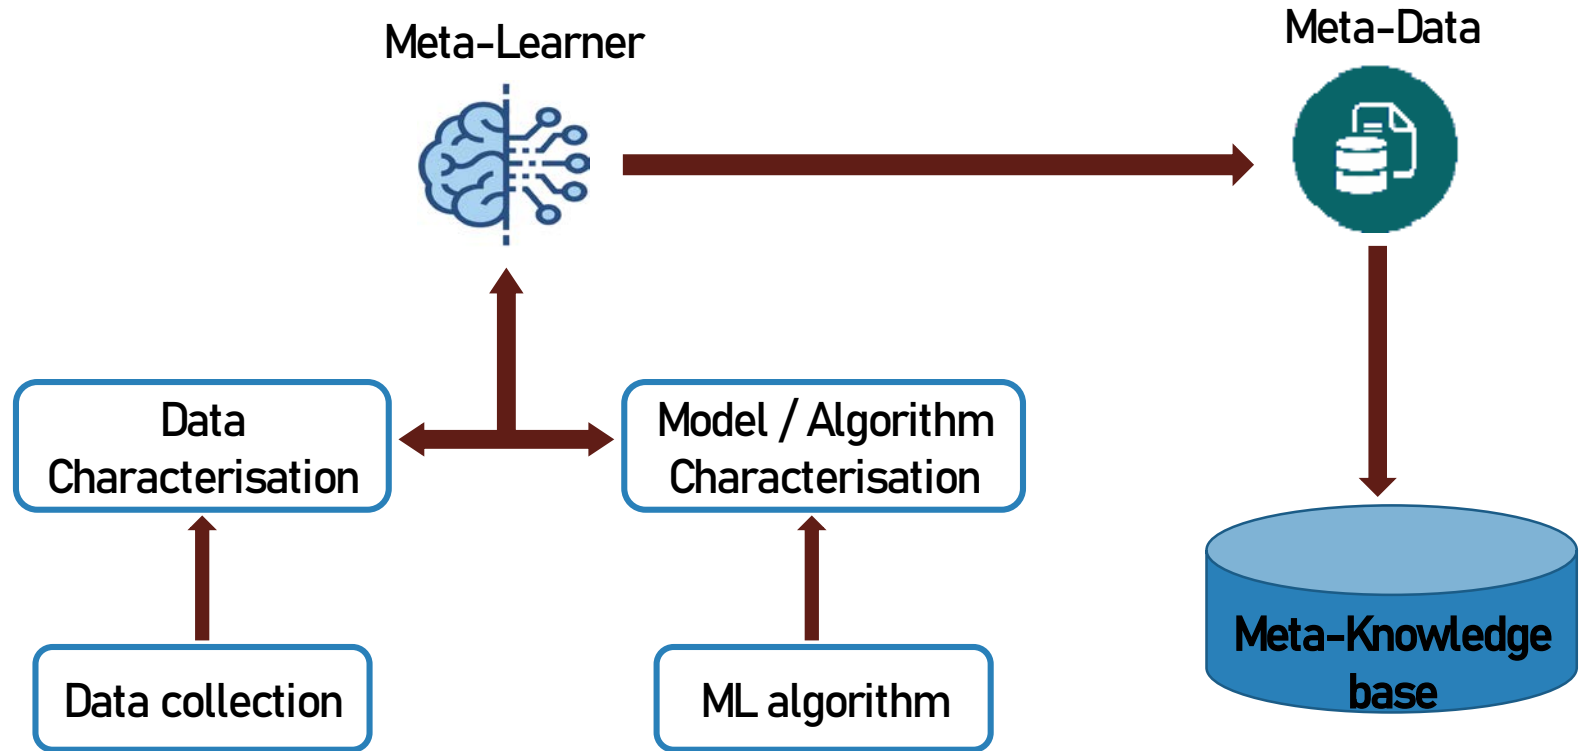 Meta-Learner
Meta-Data
Data
Characterisation
Model / Algorithm
Characterisation
Data collection
ML algorithm
Meta-Knowledge
base